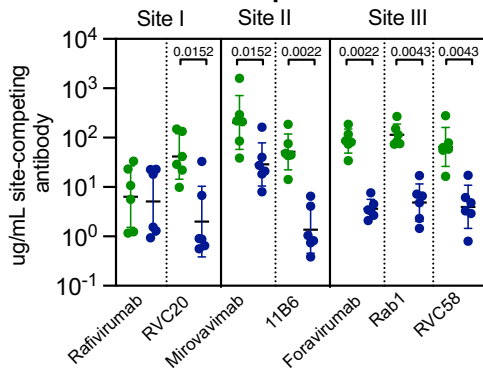 Site I Site II Site III
0.0152 0.0152 0.0022 0.0022 0.0043 0.0043
10⁴
10³
10²
10¹
10⁰
10⁻¹
ug/mL site-competing
antibody
Rafivirumab RVC20 Mirovavimab 11B6 Foravirumab Rab1 RVC58